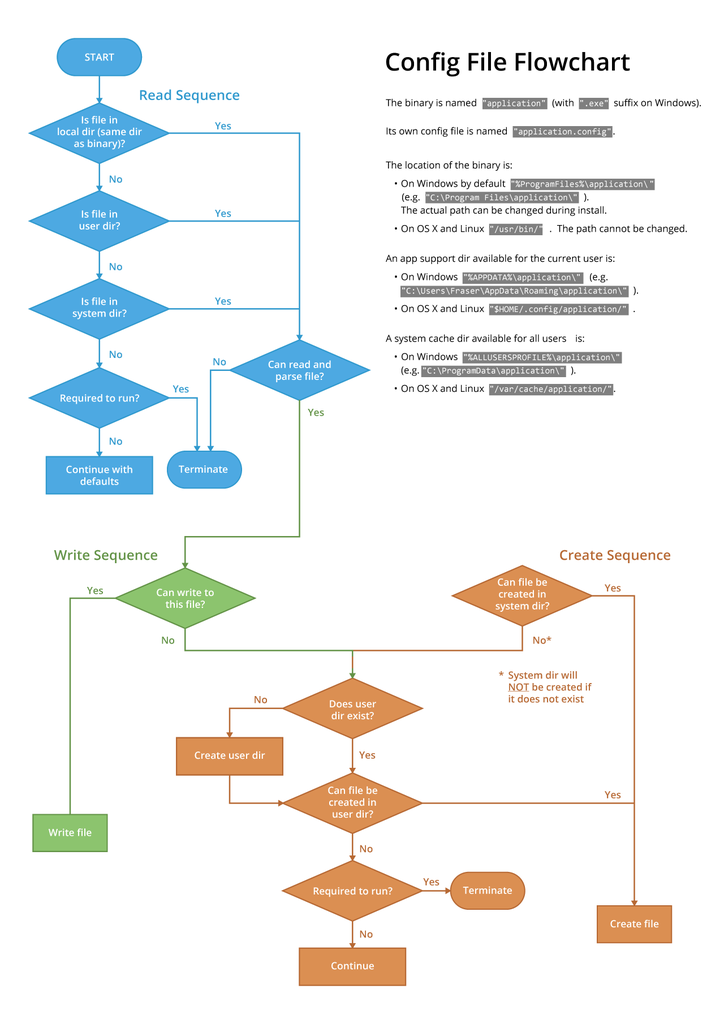 START
Config File Flowchart
Read Sequence
The binary is named "application" (with ".exe" suffix on Windows).
Its own config file is named "application.config".
The location of the binary is:
• On Windows by default "%ProgramFiles%\application\"
(e.g. "C:\Program Files\application\" ).
The actual path can be changed during install.
• On OS X and Linux "/usr/bin/" . The path cannot be changed.
An app support dir available for the current user is:
• On Windows "%APPDATA%\application\" (e.g.
"C:\Users\Fraser\AppData\Roaming\application\" ).
• On OS X and Linux "$HOME/.config/application/" .
A system cache dir available for all users is:
• On Windows "%ALLUSERSPROFILE%\application\"
(e.g. "C:\ProgramData\application\" ).
• On OS X and Linux "/var/cache/application/".
Is file in
local dir (same dir
as binary)?
Yes
No
Is file in
user dir?
Yes
No
Is file in
system dir?
Yes
No
Can read and
parse file?
No
Yes
Required to run?
Yes
No
Continue with
defaults
Terminate
Write Sequence
Create Sequence
Can write to
this file?
Yes
No
Can file be
created in
system dir?
Yes
No*
* System dir will
NOT be created if
it does not exist
Does user
dir exist?
No
Yes
Create user dir
Can file be
created in
user dir?
Yes
No
Write file
Required to run?
Yes
Terminate
No
Create file
Continue